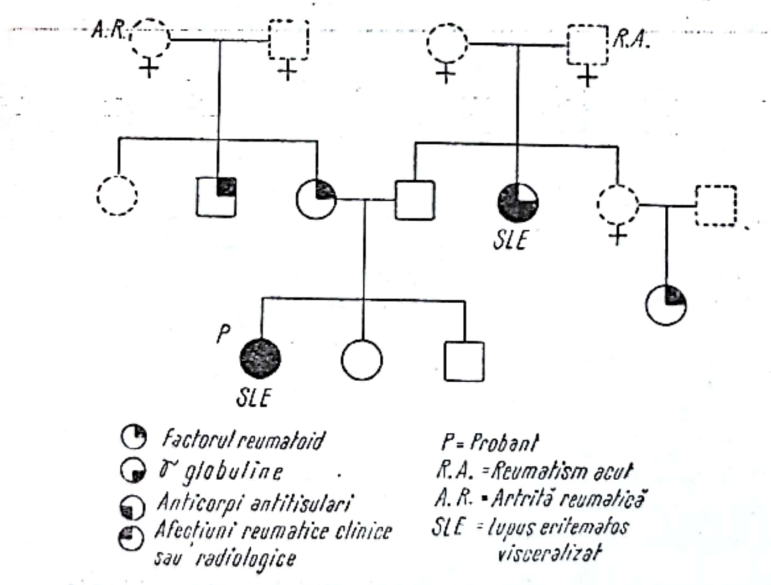 A.R.
R.A.
SLE
P
SLE
Factorul reumatoid
γ globuline
Anticorpi antitisulari
Afecțiuni reumatice clinice
sau radiologice
P = Probant
R.A. = Reumatism acut
A.R. = Artrită reumatică
SLE = lupus eritematos
visceralizat